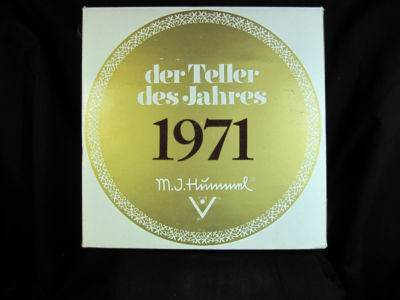 der Teller
des Jahres
1971
M.J.Hummel